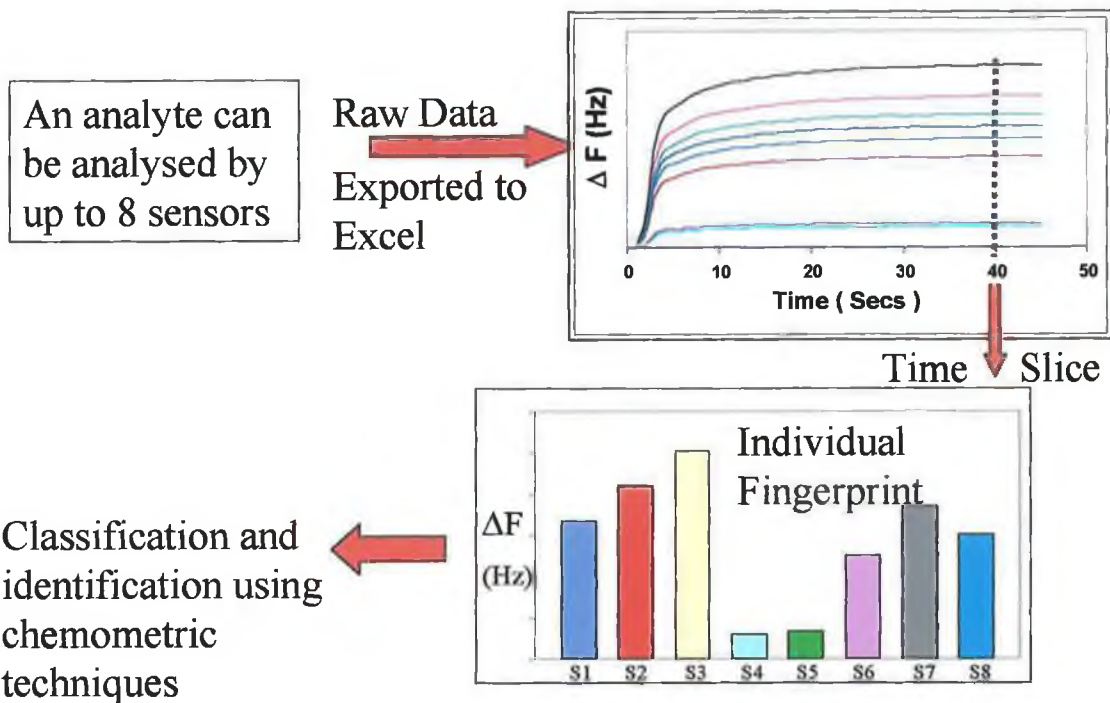 An analyte can
be analysed by
up to 8 sensors
Raw Data
Exported to
Excel
Δ F (Hz)
0 10 20 30 40 50
Time ( Secs )
Time Slice
Individual
Fingerprint
ΔF
(Hz)
S1 S2 S3 S4 S5 S6 S7 S8
Classification and
identification using
chemometric
techniques